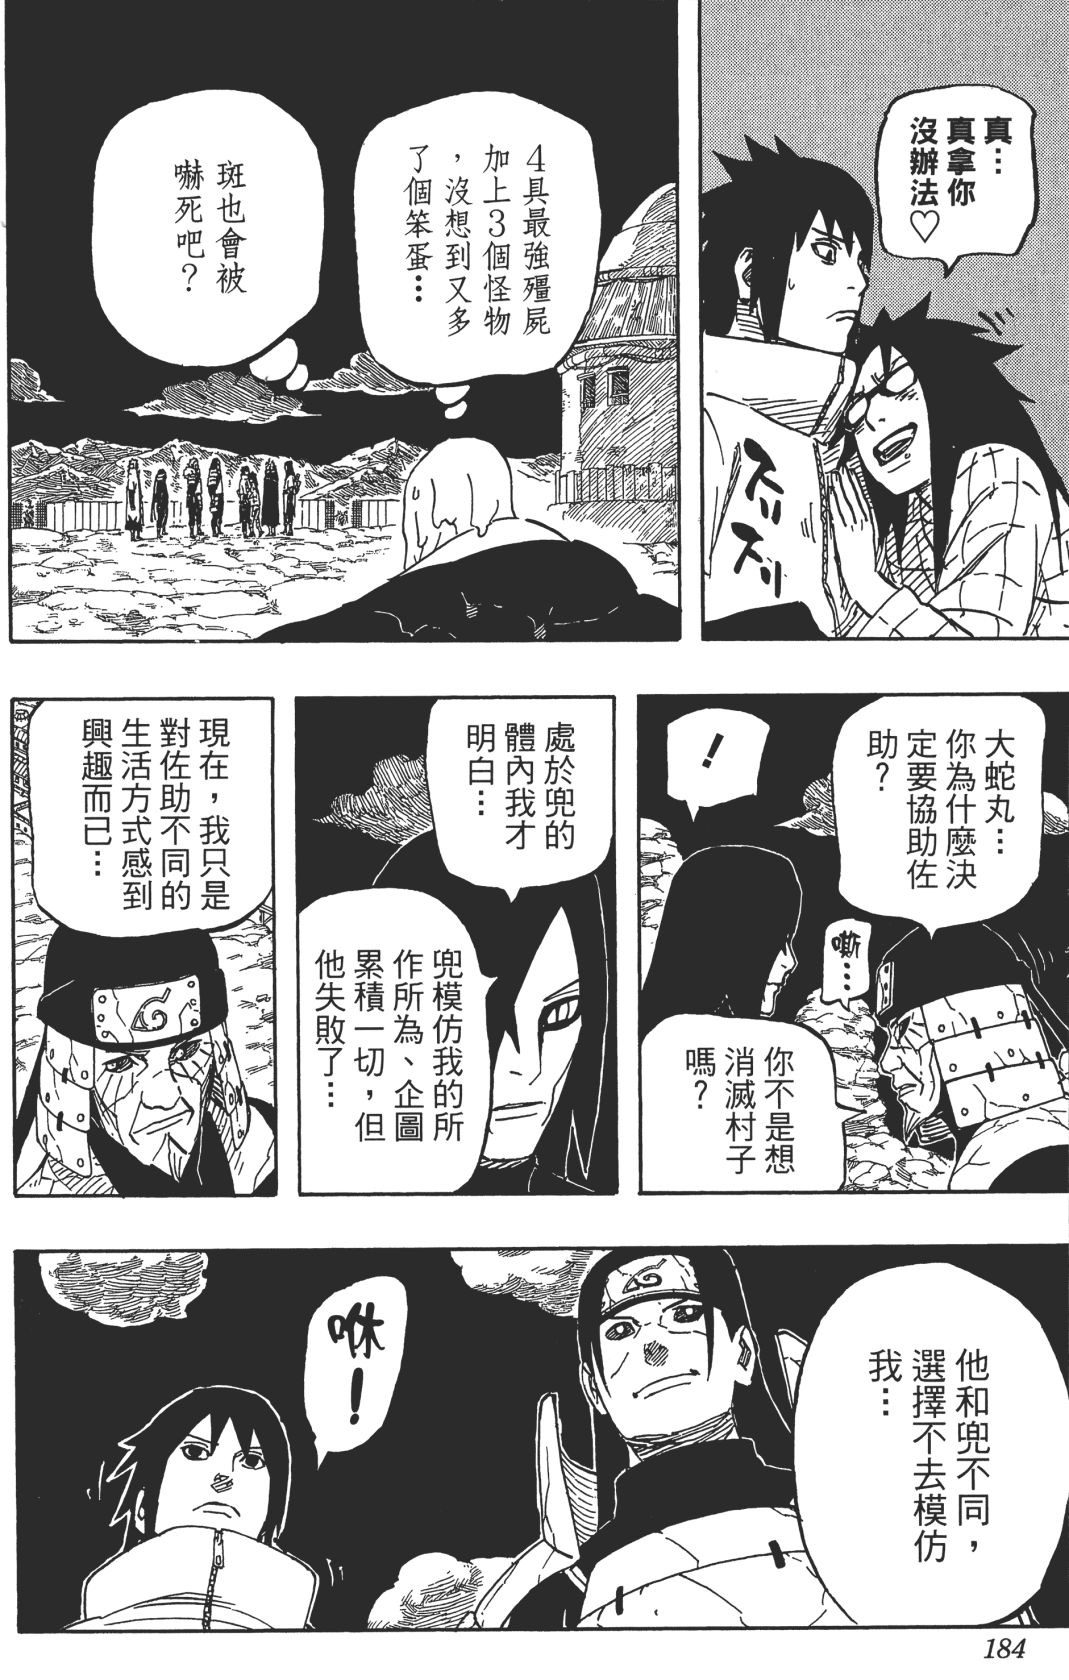 真…
真拿你
沒辦法♡
不リ
不リ
4具最強殭屍
加上3個怪物
，沒想到又多
了個笨蛋…
斑也會被
嚇死吧？
大蛇丸…
你為什麼決
定要協助佐
助？
嘶…
！
你不是想
消滅村子
嗎？
處於兜的
體內我才
明白…
兜模仿我的所
作所為、企圖
累積一切，但
他失敗了…
現在，我只是
對佐助不同的
生活方式感到
興趣而已…
他和兜不同，
選擇不去模仿
我…
咻！
184